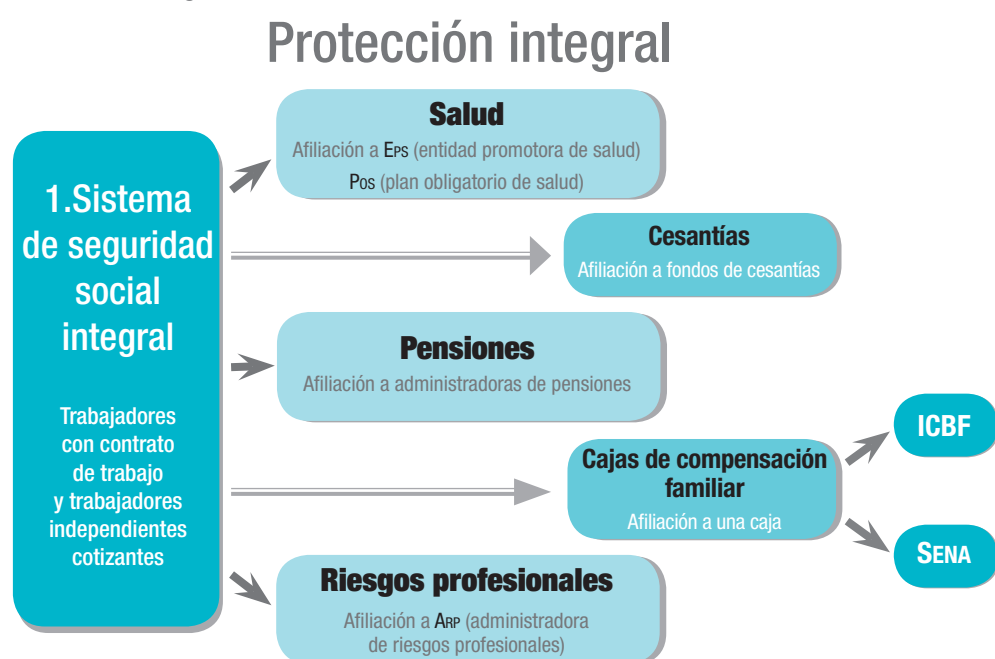 Protección integral
1.Sistema
de seguridad
social
integral
Trabajadores
con contrato
de trabajo
y trabajadores
independientes
cotizantes
Salud
Afiliación a EPS (entidad promotora de salud)
POS (plan obligatorio de salud)
Cesantías
Afiliación a fondos de cesantías
Pensiones
Afiliación a administradoras de pensiones
Cajas de compensación
familiar
Afiliación a una caja
ICBF
SENA
Riesgos profesionales
Afiliación a ARP (administradora
de riesgos profesionales)